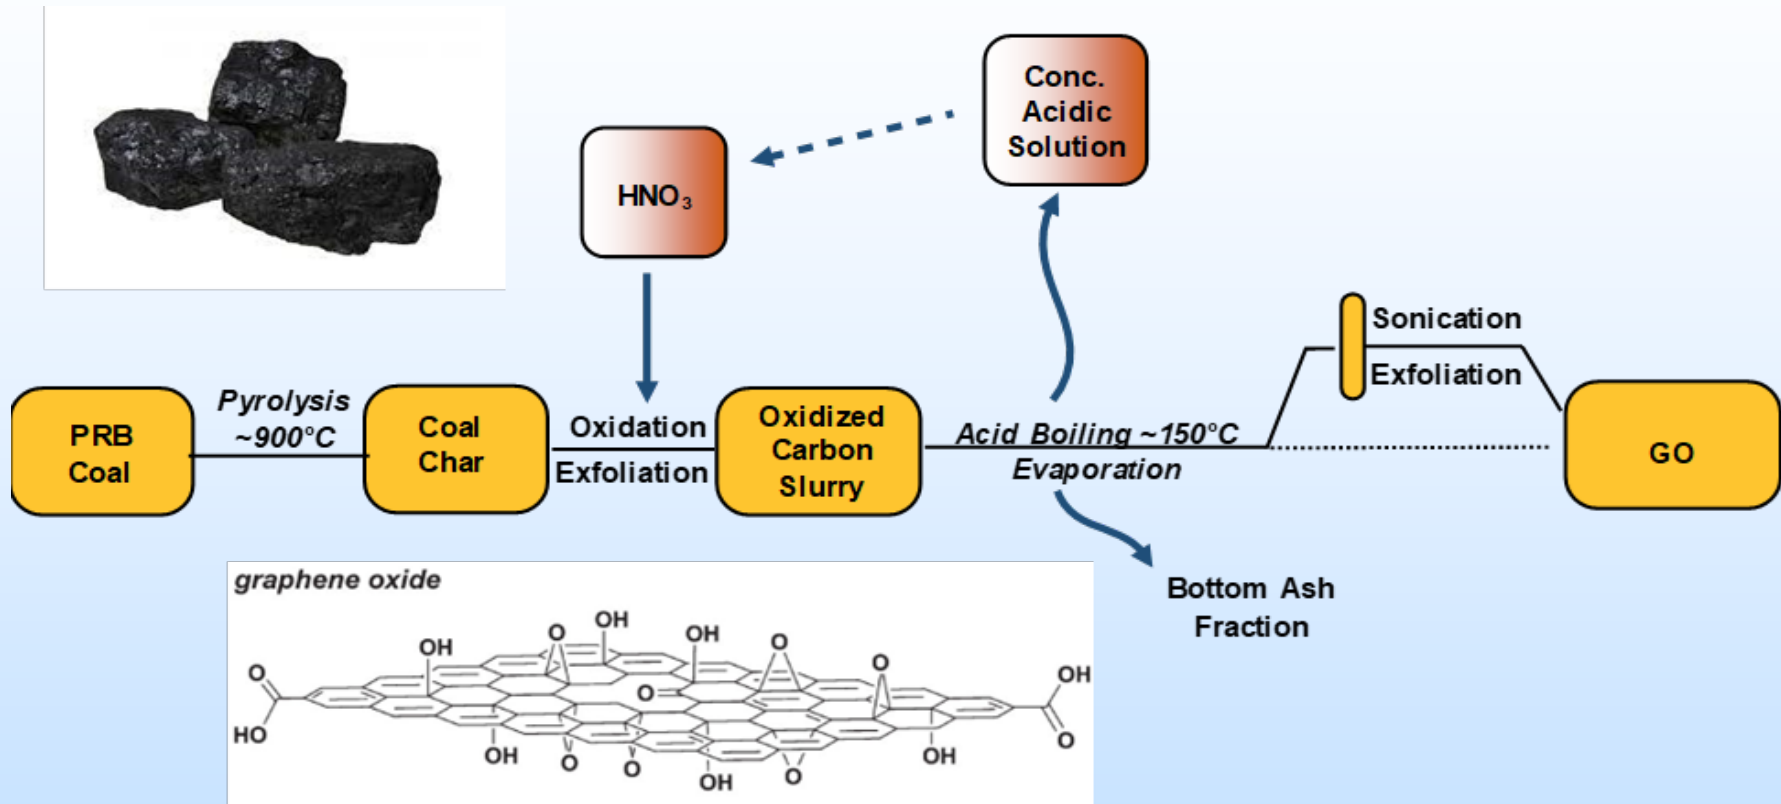 Conc.
Acidic
Solution
HNO₃
Sonication
Exfoliation
PRB
Coal
Pyrolysis
~900°C
Coal
Char
Oxidation
Exfoliation
Oxidized
Carbon
Slurry
Acid Boiling ~150°C
Evaporation
GO
Bottom Ash
Fraction
graphene oxide
OH
O
OH
OH
O
O
OH
O
O
HO
OH
O
O
OH
O
OH
O